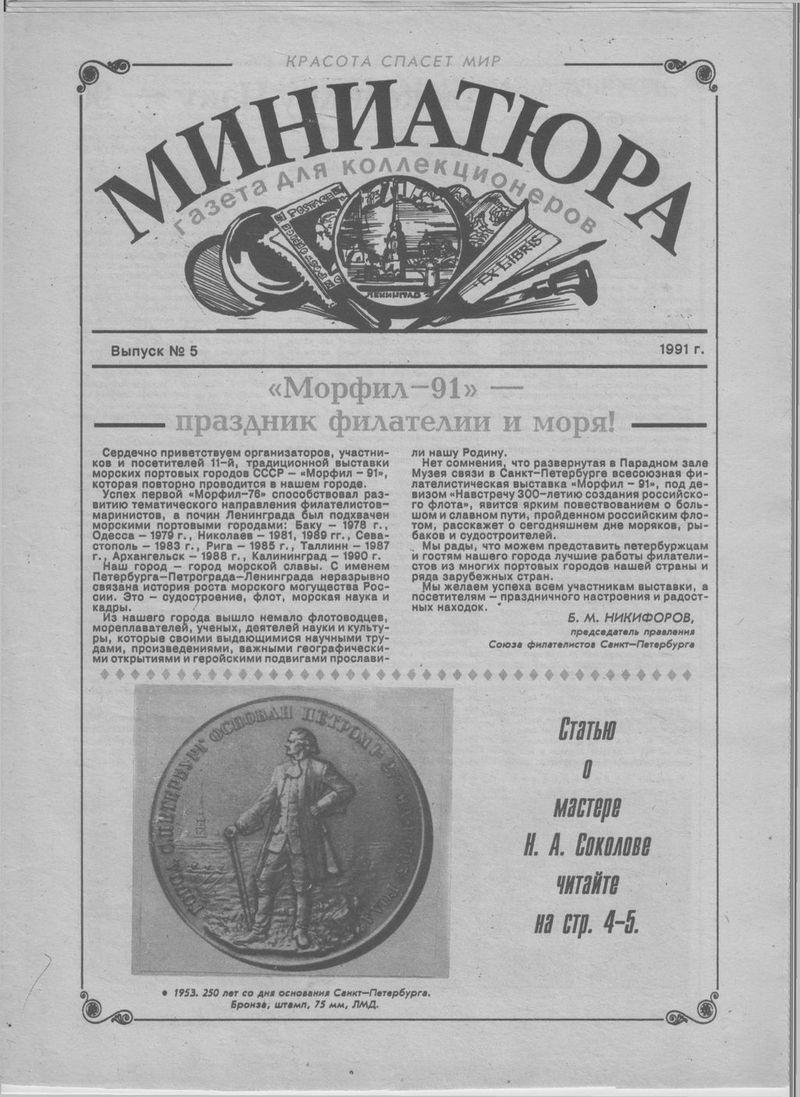 КРАСОТА СПАСЕТ МИР
МИНИАТЮРА
газета для коллекционеров
POSTAGE
POST OFFICE
EX LIBRIS
ЛЕНИНГРАД
Выпуск № 5
1991 г.
«Морфил—91» —
праздник филателии и моря!
Сердечно приветствуем организаторов, участни-
ков и посетителей 11-й, традиционной выставки
морских портовых городов СССР — «Морфил - 91»,
которая повторно проводится в нашем городе.
Успех первой «Морфил-76» способствовал раз-
витию тематического направления филателистов-
маринистов, а почин Ленинграда был подхвачен
морскими портовыми городами: Баку - 1978 г.,
Одесса - 1979 г., Николаев - 1981, 1989 гг., Сева-
стополь - 1983 г., Рига - 1985 г., Таллинн - 1987
г., Архангельск - 1988 г., Калининград - 1990 г.
Наш город - город морской славы. С именем
Петербурга-Петрограда-Ленинграда неразрывно
связана история роста морского могущества Рос-
сии. Это - судостроение, флот, морская наука и
кадры.
Из нашего города вышло немало флотоводцев,
мореплавателей, ученых, деятелей науки и культу-
ры, которые своими выдающимися научными тру-
дами, произведениями, важными географически-
ми открытиями и геройскими подвигами прослави-
ли нашу Родину.
Нет сомнения, что развернутая в Парадном зале
Музея связи в Санкт-Петербурге всесоюзная фи-
лателистическая выставка «Морфил - 91», под де-
визом «Навстречу 300-летию создания российско-
го флота», явится ярким повествованием о боль-
шом и славном пути, пройденном российским фло-
том, расскажет о сегодняшнем дне моряков, ры-
баков и судостроителей.
Мы рады, что можем представить петербуржцам
и гостям нашего города лучшие работы филатели-
стов из многих портовых городов нашей страны и
ряда зарубежных стран.
Мы желаем успеха всем участникам выставки, а
посетителям - праздничного настроения и радост-
ных находок.
Б. М. НИКИФОРОВ,
председатель правления
Союза филателистов Санкт-Петербурга
ГОРОД С.ПЕТЕРБУРГ ОСНОВАН ПЕТРОМ I
Статью
о
мастере
Н. А. Соколове
читайте
на стр. 4-5.
• 1953. 250 лет со дня основания Санкт-Петербурга.
Бронза, штамп, 75 мм, ЛМД.